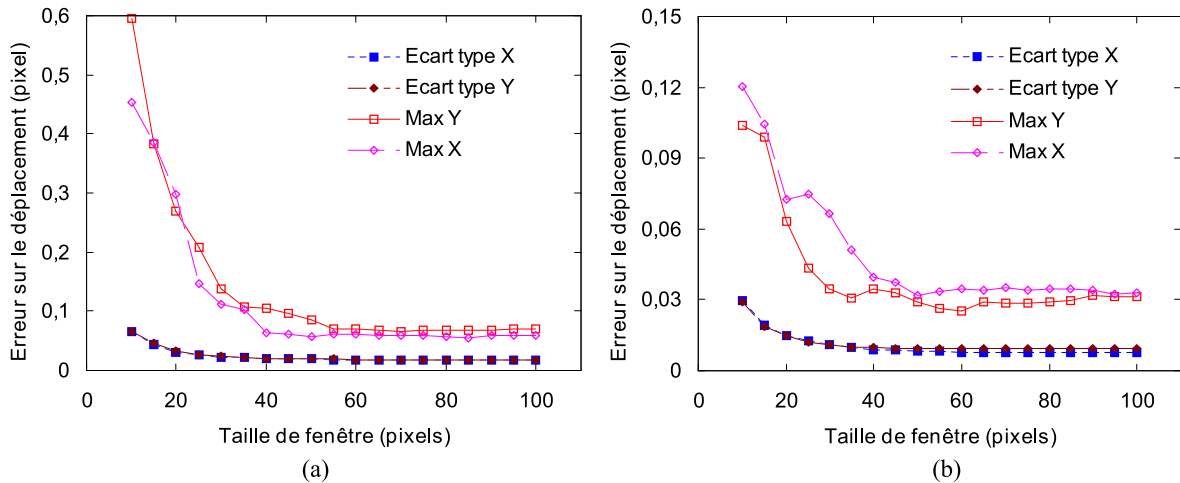 Erreur sur le déplacement (pixel)
0,6
0,5
0,4
0,3
0,2
0,1
0
Ecart type X
Ecart type Y
Max Y
Max X
0 20 40 60 80 100
Taille de fenêtre (pixels)
(a)
Erreur sur le déplacement (pixel)
0,15
0,12
0,09
0,06
0,03
0
Ecart type X
Ecart type Y
Max Y
Max X
0 20 40 60 80 100
Taille de fenêtre (pixels)
(b)